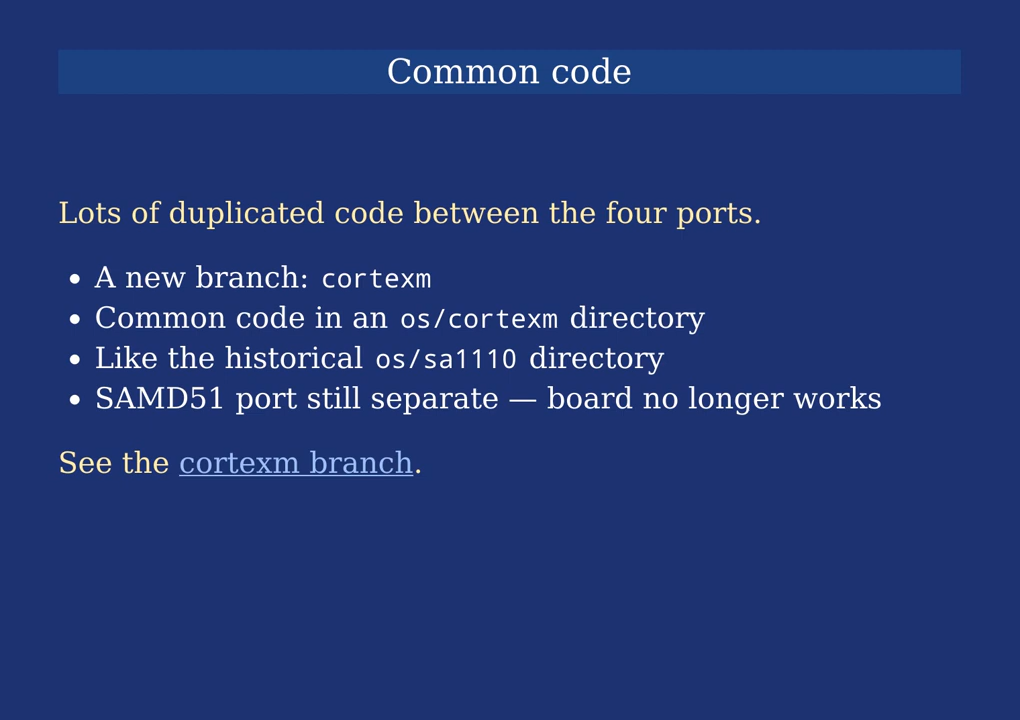 Common code
Lots of duplicated code between the four ports.
• A new branch: cortexm
• Common code in an os/cortexm directory
• Like the historical os/sa1110 directory
• SAMD51 port still separate — board no longer works
See the cortexm branch.